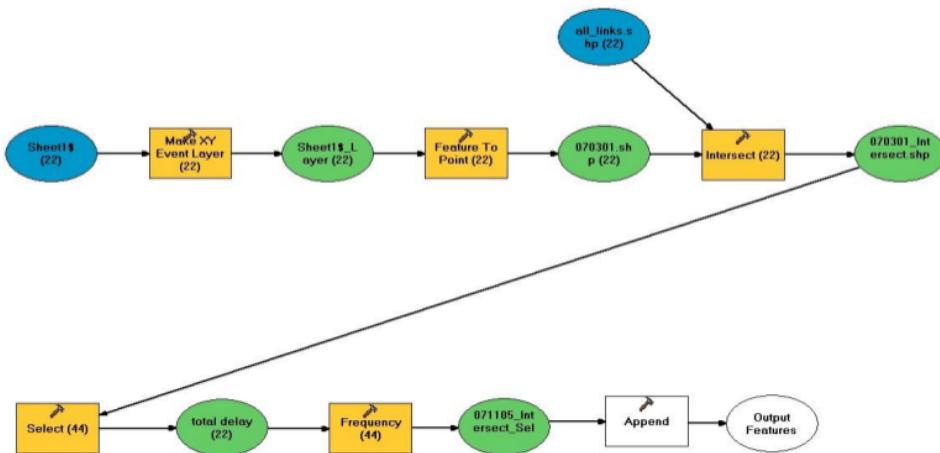 all_links.s
hp (22)
Sheet1$
(22)
Make XY
Event Layer
(22)
Sheet1$_L
ayer (22)
Feature To
Point (22)
070301.sh
p (22)
Intersect (22)
070301_Int
ersect.shp
Select (44)
total delay
(22)
Frequency
(44)
071105_Int
ersect_Sel
Append
Output
Features